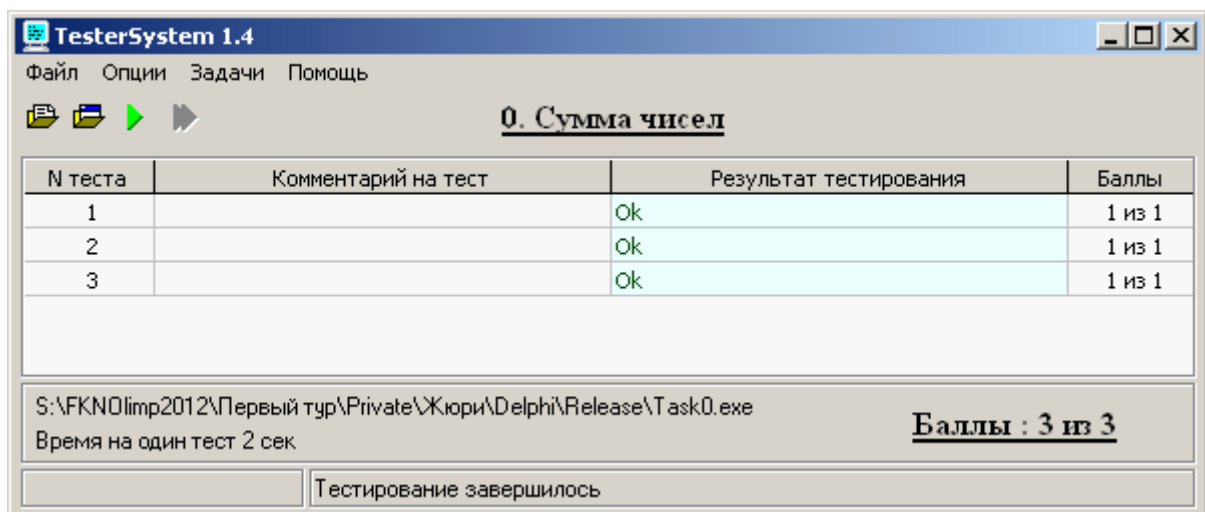 TesterSystem 1.4
Файл Опции Задачи Помощь
0. Сумма чисел
N теста Комментарий на тест Результат тестирования Баллы
1 Ok 1 из 1
2 Ok 1 из 1
3 Ok 1 из 1
S:\FKNOlimp2012\Первый тур\Private\Жюри\Delphi\Release\Task0.exe
Время на один тест 2 сек
Баллы : 3 из 3
Тестирование завершилось